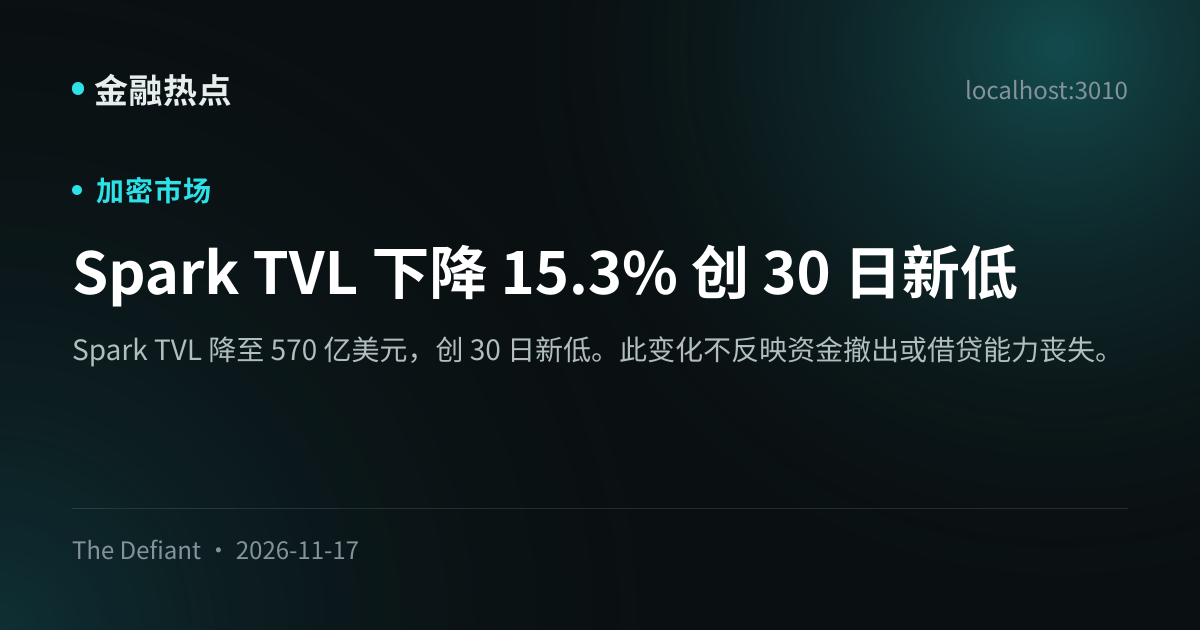 金融热点
localhost:3010
加密市场
Spark TVL 下降 15.3% 创 30 日新低
Spark TVL 降至 570 亿美元，创 30 日新低。此变化不反映资金撤出或借贷能力丧失。
The Defiant • 2026-11-17